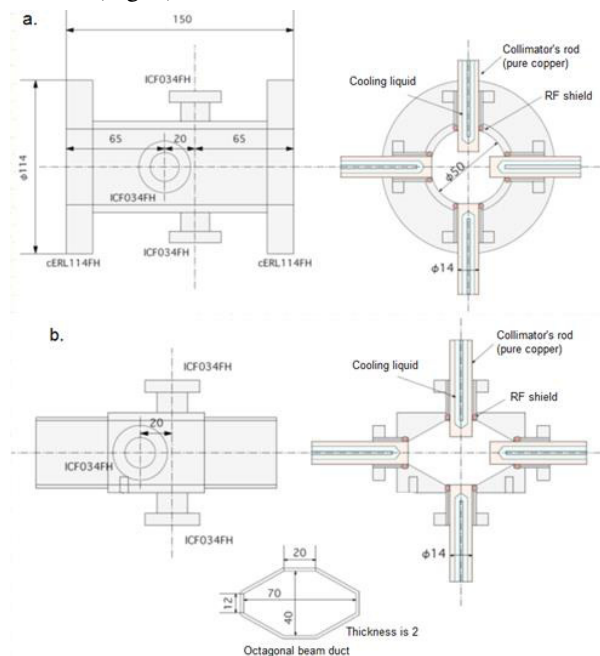 a.
150
ICF034FH
65
20
65
φ114
ICF034FH
ICF034FH
cERL114FH
cERL114FH
Collimator's rod
(pure copper)
Cooling liquid
RF shield
φ50
φ14
b.
ICF034FH
20
ICF034FH
ICF034FH
Collimator's rod
(pure copper)
Cooling liquid
RF shield
φ14
20
12
70
40
Thickness is 2
Octagonal beam duct